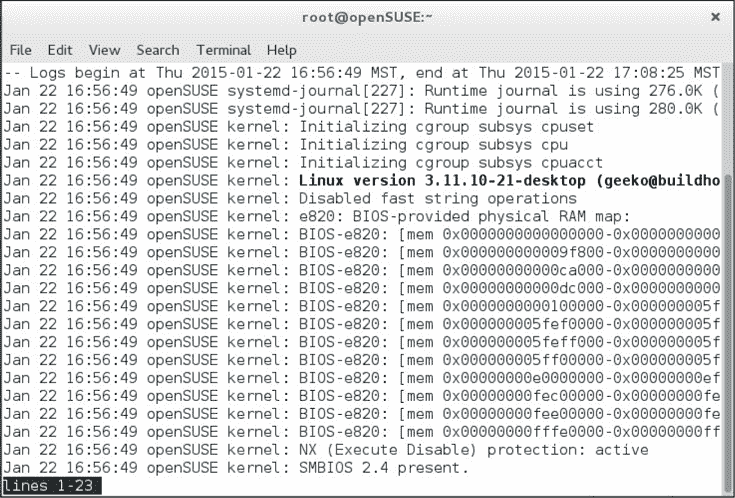 root@openSUSE:~
×
File Edit View Search Terminal Help
-- Logs begin at Thu 2015-01-22 16:56:49 MST, end at Thu 2015-01-22 17:08:25 MST
Jan 22 16:56:49 openSUSE systemd-journal[227]: Runtime journal is using 276.0K (
Jan 22 16:56:49 openSUSE systemd-journal[227]: Runtime journal is using 280.0K (
Jan 22 16:56:49 openSUSE kernel: Initializing cgroup subsys cpuset
Jan 22 16:56:49 openSUSE kernel: Initializing cgroup subsys cpu
Jan 22 16:56:49 openSUSE kernel: Initializing cgroup subsys cpuacct
Jan 22 16:56:49 openSUSE kernel: Linux version 3.11.10-21-desktop (geeko@buildho
Jan 22 16:56:49 openSUSE kernel: Disabled fast string operations
Jan 22 16:56:49 openSUSE kernel: e820: BIOS-provided physical RAM map:
Jan 22 16:56:49 openSUSE kernel: BIOS-e820: [mem 0x0000000000000000-0x0000000000
Jan 22 16:56:49 openSUSE kernel: BIOS-e820: [mem 0x000000000009f800-0x0000000000
Jan 22 16:56:49 openSUSE kernel: BIOS-e820: [mem 0x00000000000ca000-0x0000000000
Jan 22 16:56:49 openSUSE kernel: BIOS-e820: [mem 0x00000000000dc000-0x0000000000
Jan 22 16:56:49 openSUSE kernel: BIOS-e820: [mem 0x0000000000100000-0x000000005f
Jan 22 16:56:49 openSUSE kernel: BIOS-e820: [mem 0x000000005fef0000-0x000000005f
Jan 22 16:56:49 openSUSE kernel: BIOS-e820: [mem 0x000000005feff000-0x000000005f
Jan 22 16:56:49 openSUSE kernel: BIOS-e820: [mem 0x000000005ff00000-0x000000005f
Jan 22 16:56:49 openSUSE kernel: BIOS-e820: [mem 0x00000000e0000000-0x00000000ef
Jan 22 16:56:49 openSUSE kernel: BIOS-e820: [mem 0x00000000fec00000-0x00000000fe
Jan 22 16:56:49 openSUSE kernel: BIOS-e820: [mem 0x00000000fee00000-0x00000000fe
Jan 22 16:56:49 openSUSE kernel: BIOS-e820: [mem 0x00000000fffe0000-0x00000000ff
Jan 22 16:56:49 openSUSE kernel: NX (Execute Disable) protection: active
Jan 22 16:56:49 openSUSE kernel: SMBIOS 2.4 present.
lines 1-23